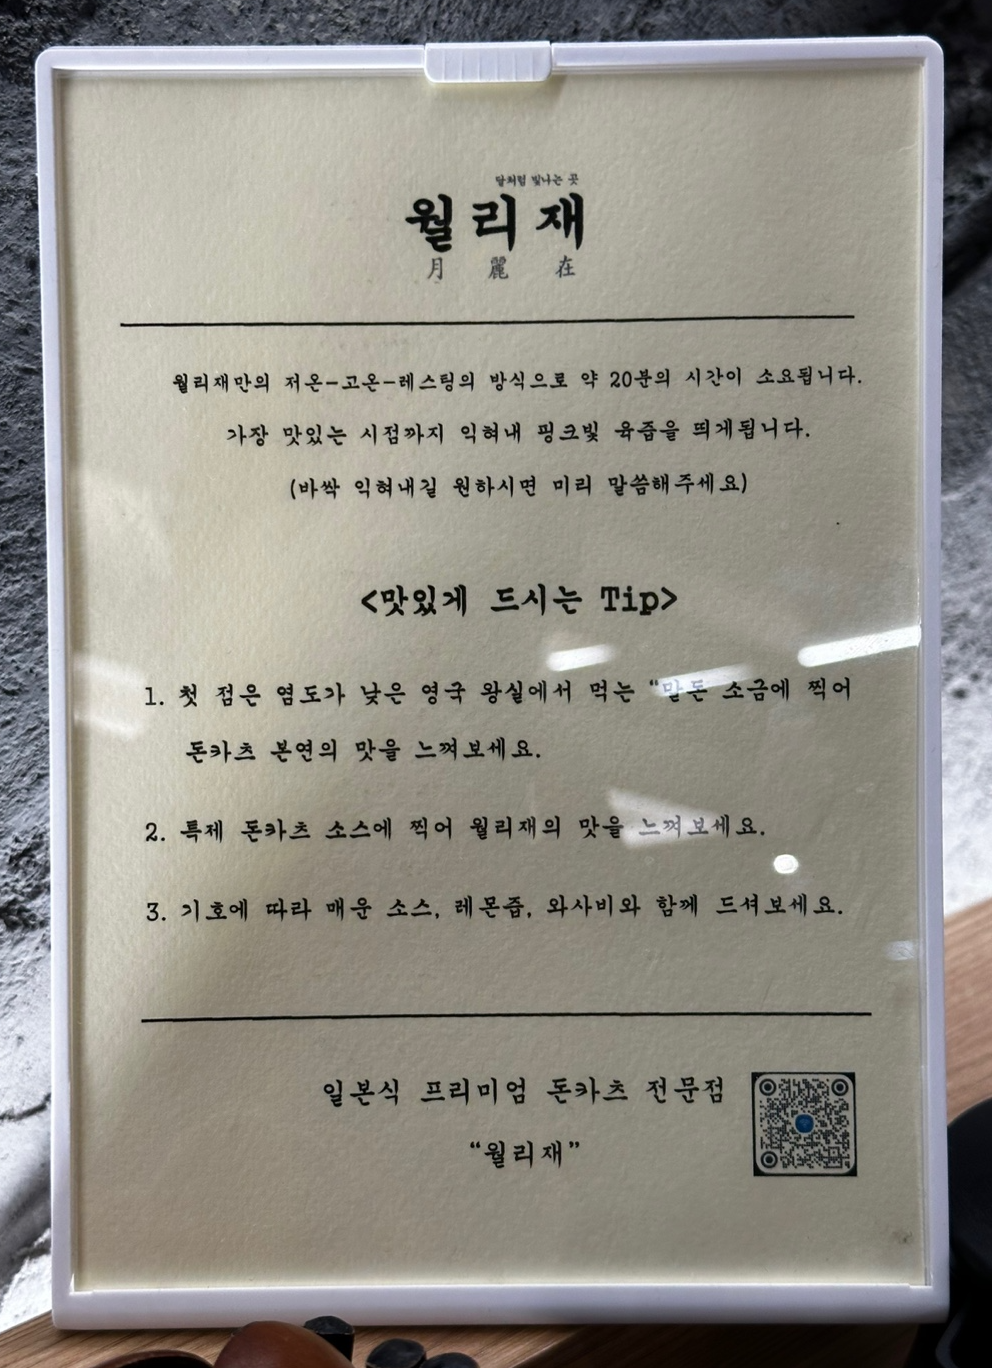 달처럼 빛나는 곳
월리재
月 麗 在
월리재만의 저온-고온-레스팅의 방식으로 약 20분의 시간이 소요됩니다.
가장 맛있는 시점까지 익혀내 핑크빛 육즙을 띄게됩니다.
(바싹 익혀내길 원하시면 미리 말씀해주세요)
<맛있게 드시는 Tip>
1. 첫 점은 염도가 낮은 영국 왕실에서 먹는 “말돈 소금에 찍어
돈카츠 본연의 맛을 느껴보세요.
2. 특제 돈카츠 소스에 찍어 월리재의 맛을 느껴보세요.
3. 기호에 따라 매운 소스, 레몬즙, 와사비와 함께 드셔보세요.
일본식 프리미엄 돈카츠 전문점
“월리재”